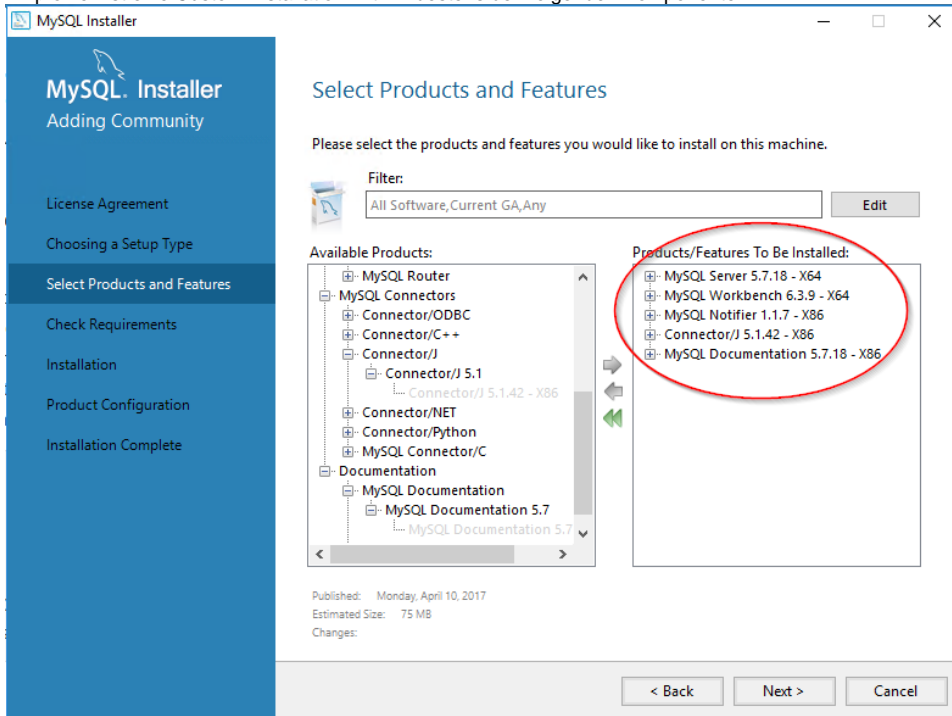 MySQL Installer
MySQL. Installer
Adding Community
License Agreement
Choosing a Setup Type
Select Products and Features
Check Requirements
Installation
Product Configuration
Installation Complete
Select Products and Features
Please select the products and features you would like to install on this machine.
Filter:
All Software,Current GA,Any
Edit
Available Products:
MySQL Router
MySQL Connectors
Connector/ODBC
Connector/C++
Connector/J
Connector/J 5.1
Connector/J 5.1.42 - X86
Connector/NET
Connector/Python
MySQL Connector/C
Documentation
MySQL Documentation
MySQL Documentation 5.7
MySQL Documentation 5.7
Products/Features To Be Installed:
MySQL Server 5.7.18 - X64
MySQL Workbench 6.3.9 - X64
MySQL Notifier 1.1.7 - X86
Connector/J 5.1.42 - X86
MySQL Documentation 5.7.18 - X86
Published: Monday, April 10, 2017
Estimated Size: 75 MB
Changes:
< Back
Next >
Cancel